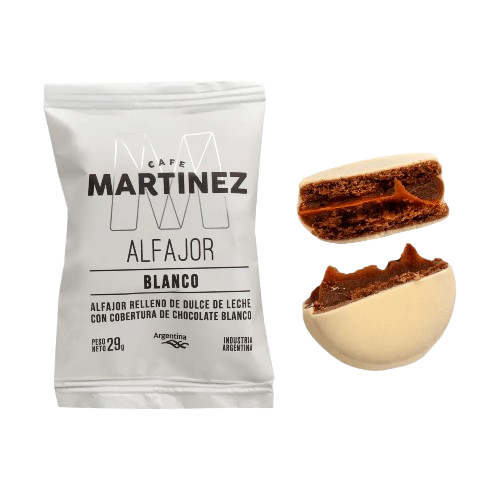 CAFE
MARTINEZ
ALFAJOR
BLANCO
ALFAJOR RELLENO DE DULCE DE LECHE
CON COBERTURA DE CHOCOLATE BLANCO
PESO
NETO 29g
Argentina
INDUSTRIA
ARGENTINA